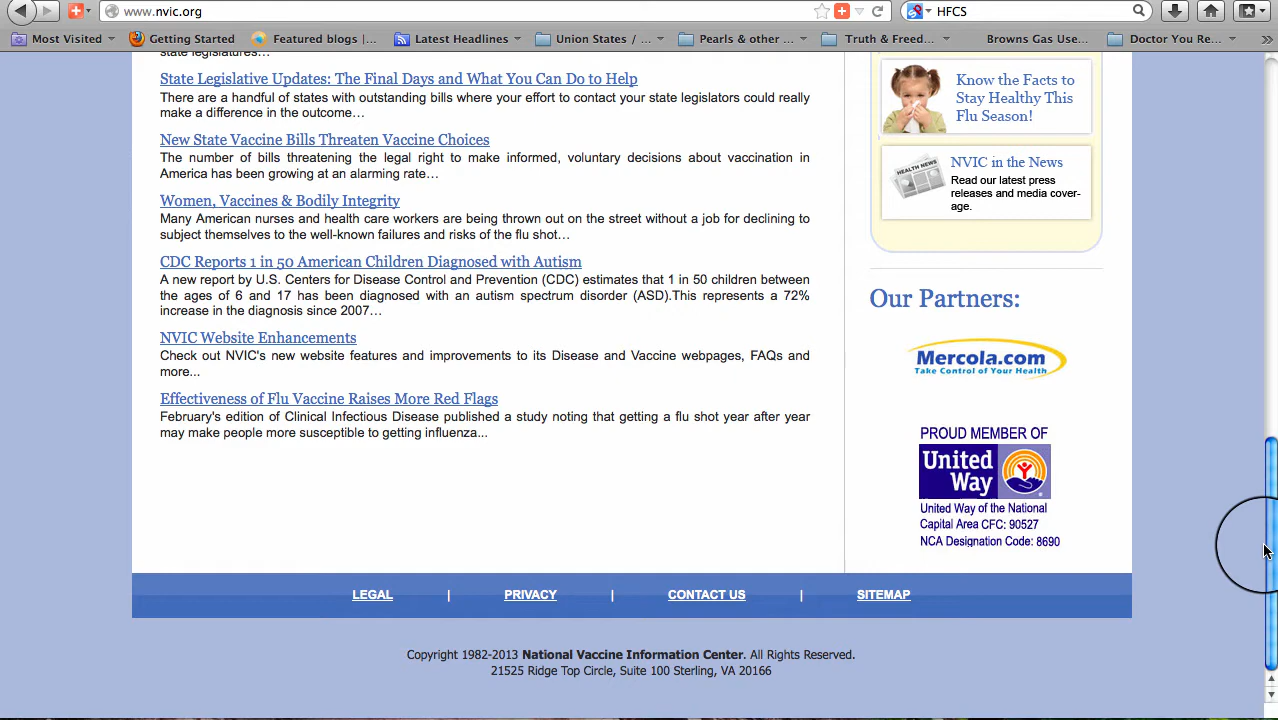 www.nvic.org
HFCS
Most Visited
Getting Started
Featured blogs |...
Latest Headlines
Union States / ...
Pearls & other ...
Truth & Freed...
Browns Gas Use...
Doctor You Re...
state legislatures…
State Legislative Updates: The Final Days and What You Can Do to Help
There are a handful of states with outstanding bills where your effort to contact your state legislators could really
make a difference in the outcome…
New State Vaccine Bills Threaten Vaccine Choices
The number of bills threatening the legal right to make informed, voluntary decisions about vaccination in
America has been growing at an alarming rate…
Women, Vaccines & Bodily Integrity
Many American nurses and health care workers are being thrown out on the street without a job for declining to
subject themselves to the well-known failures and risks of the flu shot…
CDC Reports 1 in 50 American Children Diagnosed with Autism
A new report by U.S. Centers for Disease Control and Prevention (CDC) estimates that 1 in 50 children between
the ages of 6 and 17 has been diagnosed with an autism spectrum disorder (ASD).This represents a 72%
increase in the diagnosis since 2007…
NVIC Website Enhancements
Check out NVIC's new website features and improvements to its Disease and Vaccine webpages, FAQs and
more...
Effectiveness of Flu Vaccine Raises More Red Flags
February's edition of Clinical Infectious Disease published a study noting that getting a flu shot year after year
may make people more susceptible to getting influenza...
Know the Facts to
Stay Healthy This
Flu Season!
HEALTH NEWS
NVIC in the News
Read our latest press
releases and media cover-
age.
Our Partners:
Mercola.com
Take Control of Your Health
PROUD MEMBER OF
United
Way
United Way of the National
Capital Area CFC: 90527
NCA Designation Code: 8690
LEGAL | PRIVACY | CONTACT US | SITEMAP
Copyright 1982-2013 National Vaccine Information Center. All Rights Reserved.
21525 Ridge Top Circle, Suite 100 Sterling, VA 20166